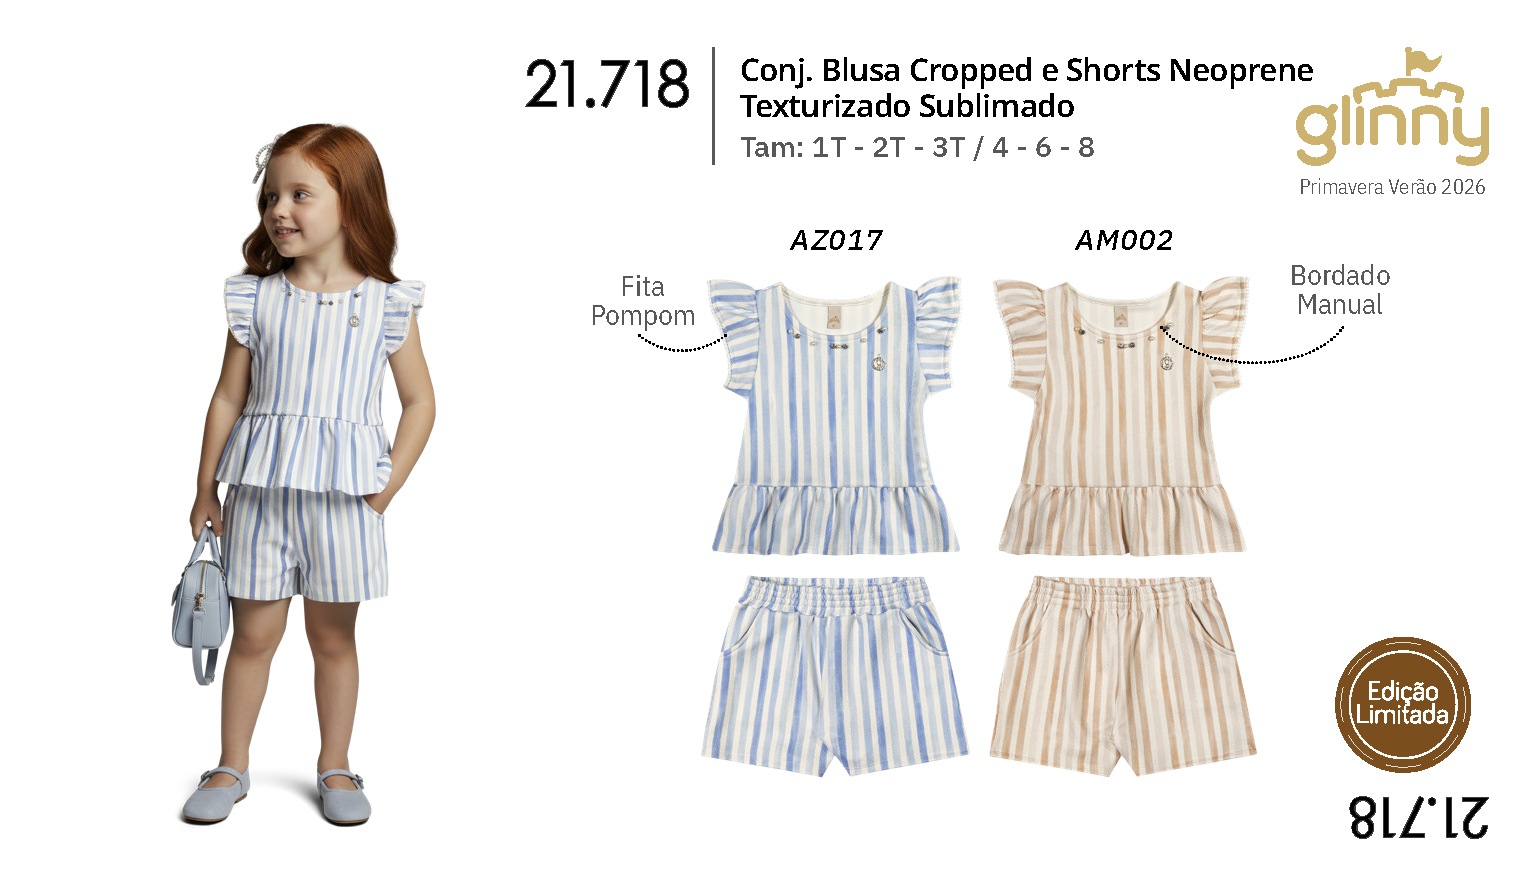 21.718
Conj. Blusa Cropped e Shorts Neoprene
Texturizado Sublimado
Tam: 1T - 2T - 3T / 4 - 6 - 8
glinny
Primavera Verão 2026
AZ017
AM002
Fita
Pompom
Bordado
Manual
Edição
Limitada
21.718